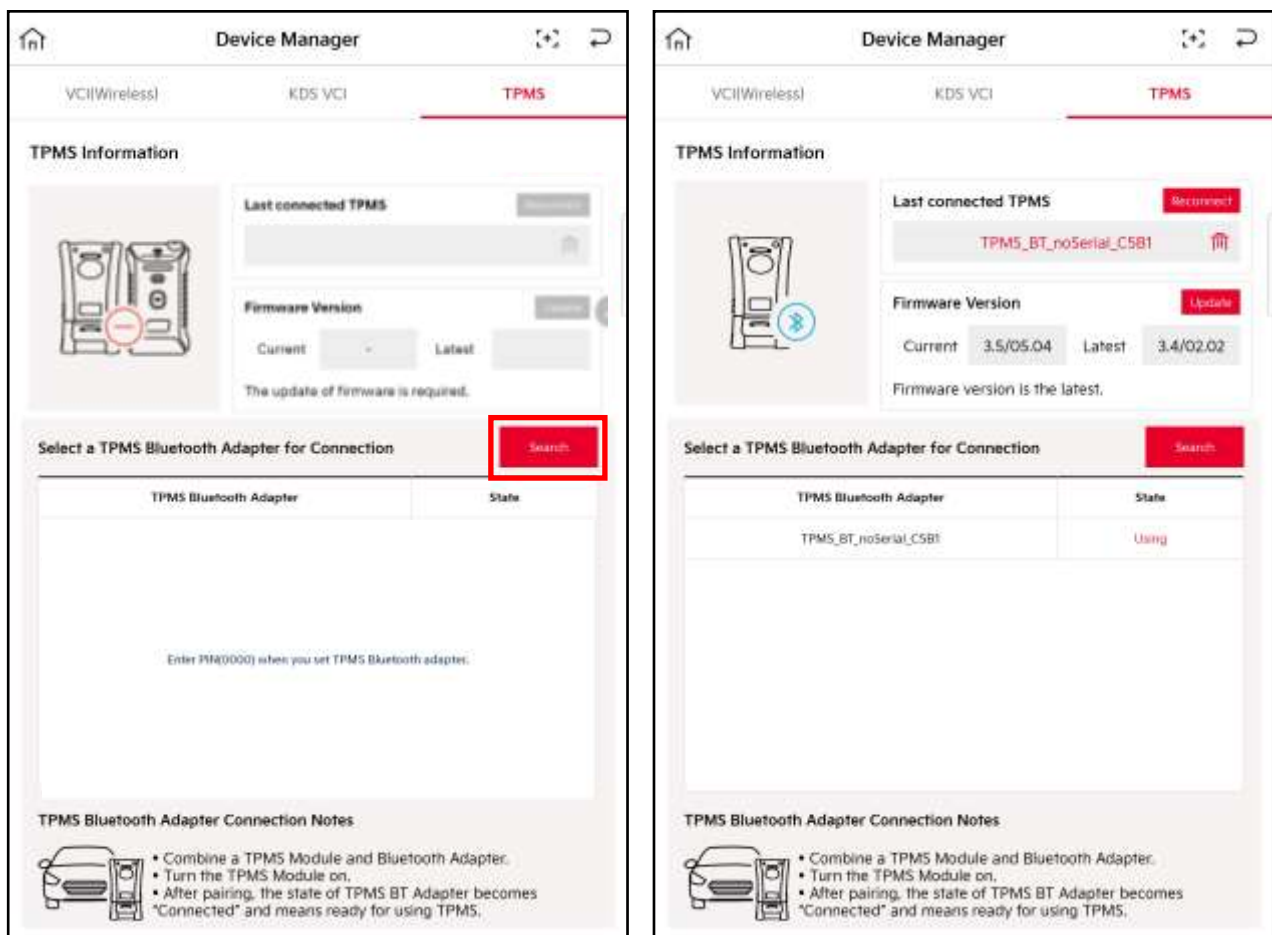 Device Manager
VCI(Wireless) KDS VCI TPMS
TPMS Information
Last connected TPMS Reconnect
Firmware Version Update
Current - Latest
The update of firmware is required.
Select a TPMS Bluetooth Adapter for Connection Search
TPMS Bluetooth Adapter State
Enter PIN(0000) when you set TPMS Bluetooth adapter.
TPMS Bluetooth Adapter Connection Notes
• Combine a TPMS Module and Bluetooth Adapter.
• Turn the TPMS Module on.
• After pairing, the state of TPMS BT Adapter becomes
"Connected" and means ready for using TPMS.
Device Manager
VCI(Wireless) KDS VCI TPMS
TPMS Information
Last connected TPMS Reconnect
TPMS_BT_noSerial_C5B1
Firmware Version Update
Current 3.5/05.04 Latest 3.4/02.02
Firmware version is the latest.
Select a TPMS Bluetooth Adapter for Connection Search
TPMS Bluetooth Adapter State
TPMS_BT_noSerial_C5B1 Using
TPMS Bluetooth Adapter Connection Notes
• Combine a TPMS Module and Bluetooth Adapter.
• Turn the TPMS Module on.
• After pairing, the state of TPMS BT Adapter becomes
"Connected" and means ready for using TPMS.